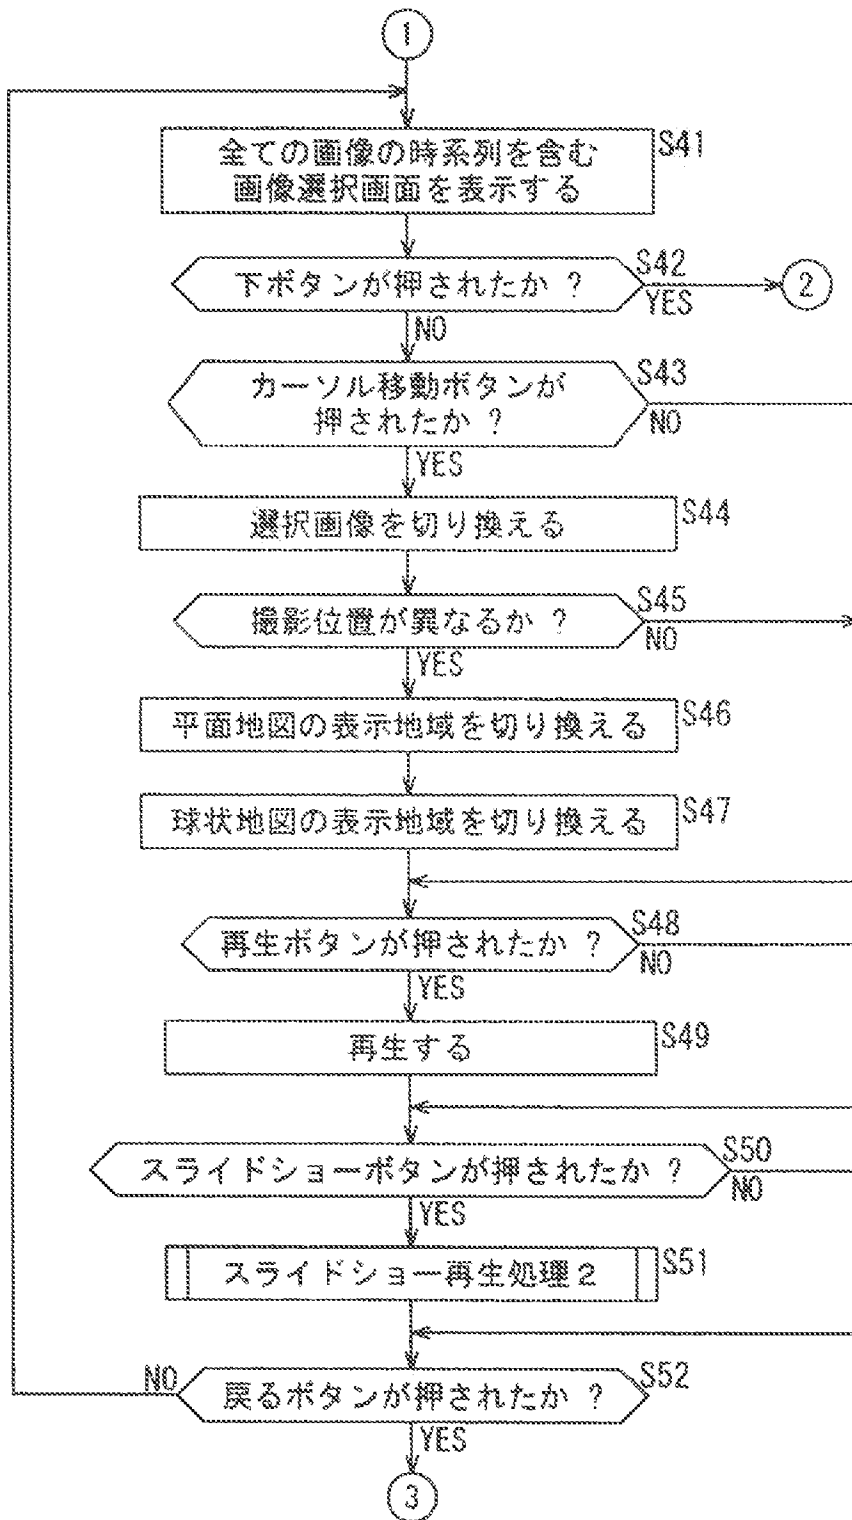 1
全ての画像の時系列を含む
画像選択画面を表示する
S41
下ボタンが押されたか ?
S42
YES
2
NO
カーソル移動ボタンが
押されたか ?
S43
NO
YES
選択画像を切り換える
S44
撮影位置が異なるか ?
S45
NO
YES
平面地図の表示地域を切り換える
S46
球状地図の表示地域を切り換える
S47
再生ボタンが押されたか ?
S48
NO
YES
再生する
S49
スライドショーボタンが押されたか ?
S50
NO
YES
スライドショー再生処理2
S51
NO
戻るボタンが押されたか ?
S52
YES
3